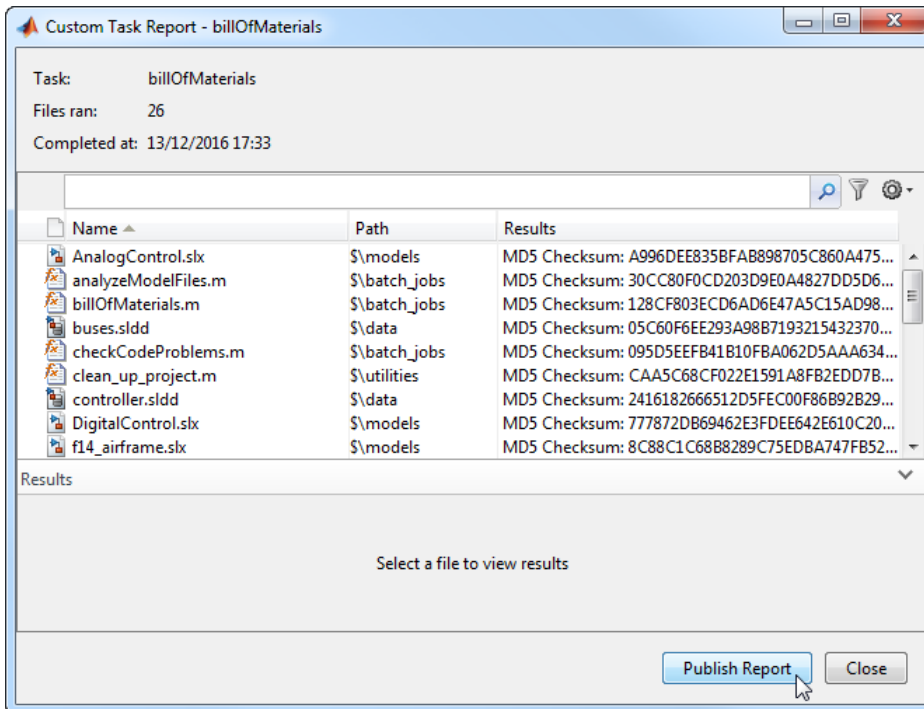 Custom Task Report - billOfMaterials
Task: billOfMaterials
Files ran: 26
Completed at: 13/12/2016 17:33
Name Path Results
AnalogControl.slx $\models MD5 Checksum: A996DEE835BFAB898705C860A475...
analyzeModelFiles.m $\batch_jobs MD5 Checksum: 30CC80F0CD203D9E0A4827DD5D6...
billOfMaterials.m $\batch_jobs MD5 Checksum: 128CF803ECD6AD6E47A5C15AD98...
buses.sldd $\data MD5 Checksum: 05C60F6EE293A98B7193215432370...
checkCodeProblems.m $\batch_jobs MD5 Checksum: 095D5EEFB41B10FBA062D5AAA634...
clean_up_project.m $\utilities MD5 Checksum: CAA5C68CF022E1591A8FB2EDD7B...
controller.sldd $\data MD5 Checksum: 2416182666512D5FEC00F86B92B29...
DigitalControl.slx $\models MD5 Checksum: 777872DB69462E3FDEE642E610C20...
f14_airframe.slx $\models MD5 Checksum: 8C88C1C68B8289C75EDBA747FB52...
Results
Select a file to view results
Publish Report Close